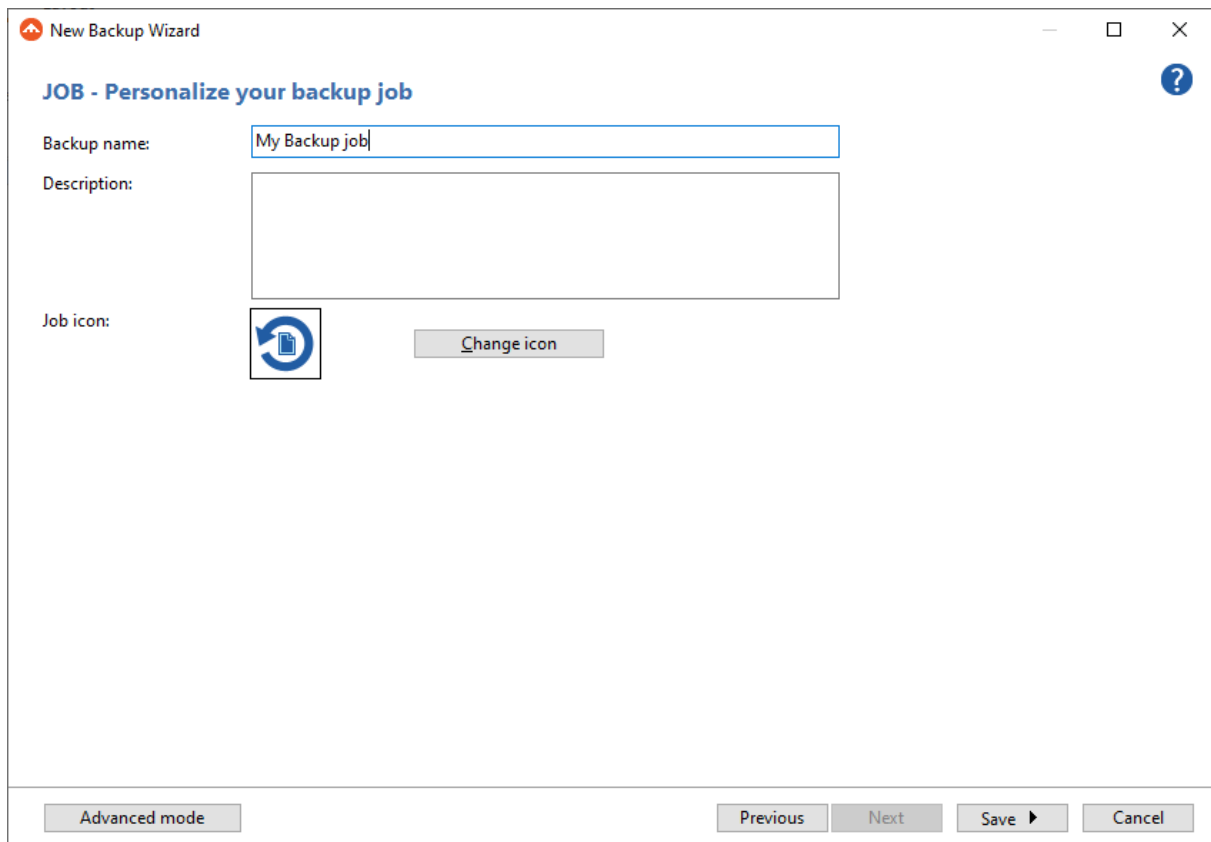 New Backup Wizard
JOB - Personalize your backup job
?
Backup name:
My Backup job
Description:
Job icon:
Change icon
Advanced mode
Previous
Next
Save
Cancel